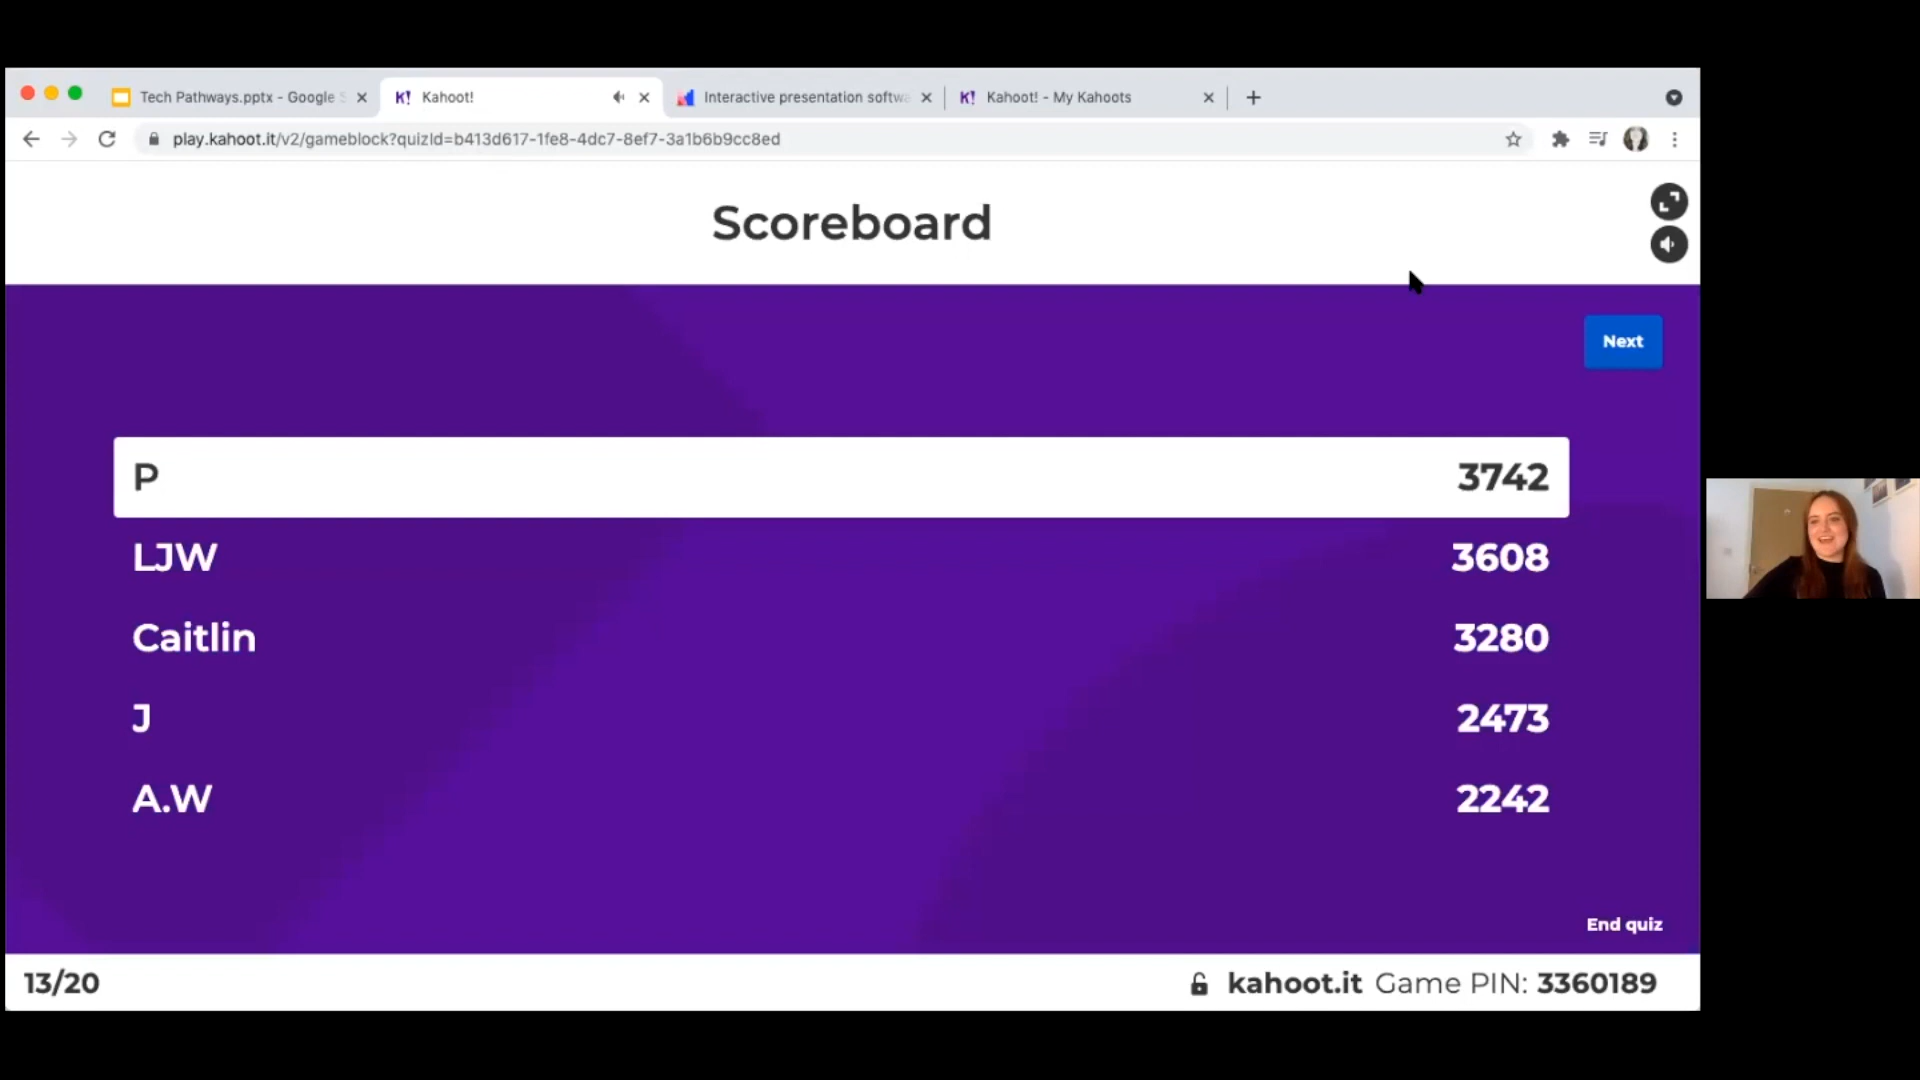 Tech Pathways.pptx - Google S
K! Kahoot!
Interactive presentation softwa
K! Kahoot! - My Kahoots
play.kahoot.it/v2/gameblock?quizId=b413d617-1fe8-4dc7-8ef7-3a1b6b9cc8ed
Scoreboard
Next
P 3742
LJW 3608
Caitlin 3280
J 2473
A.W 2242
End quiz
13/20
kahoot.it Game PIN: 3360189